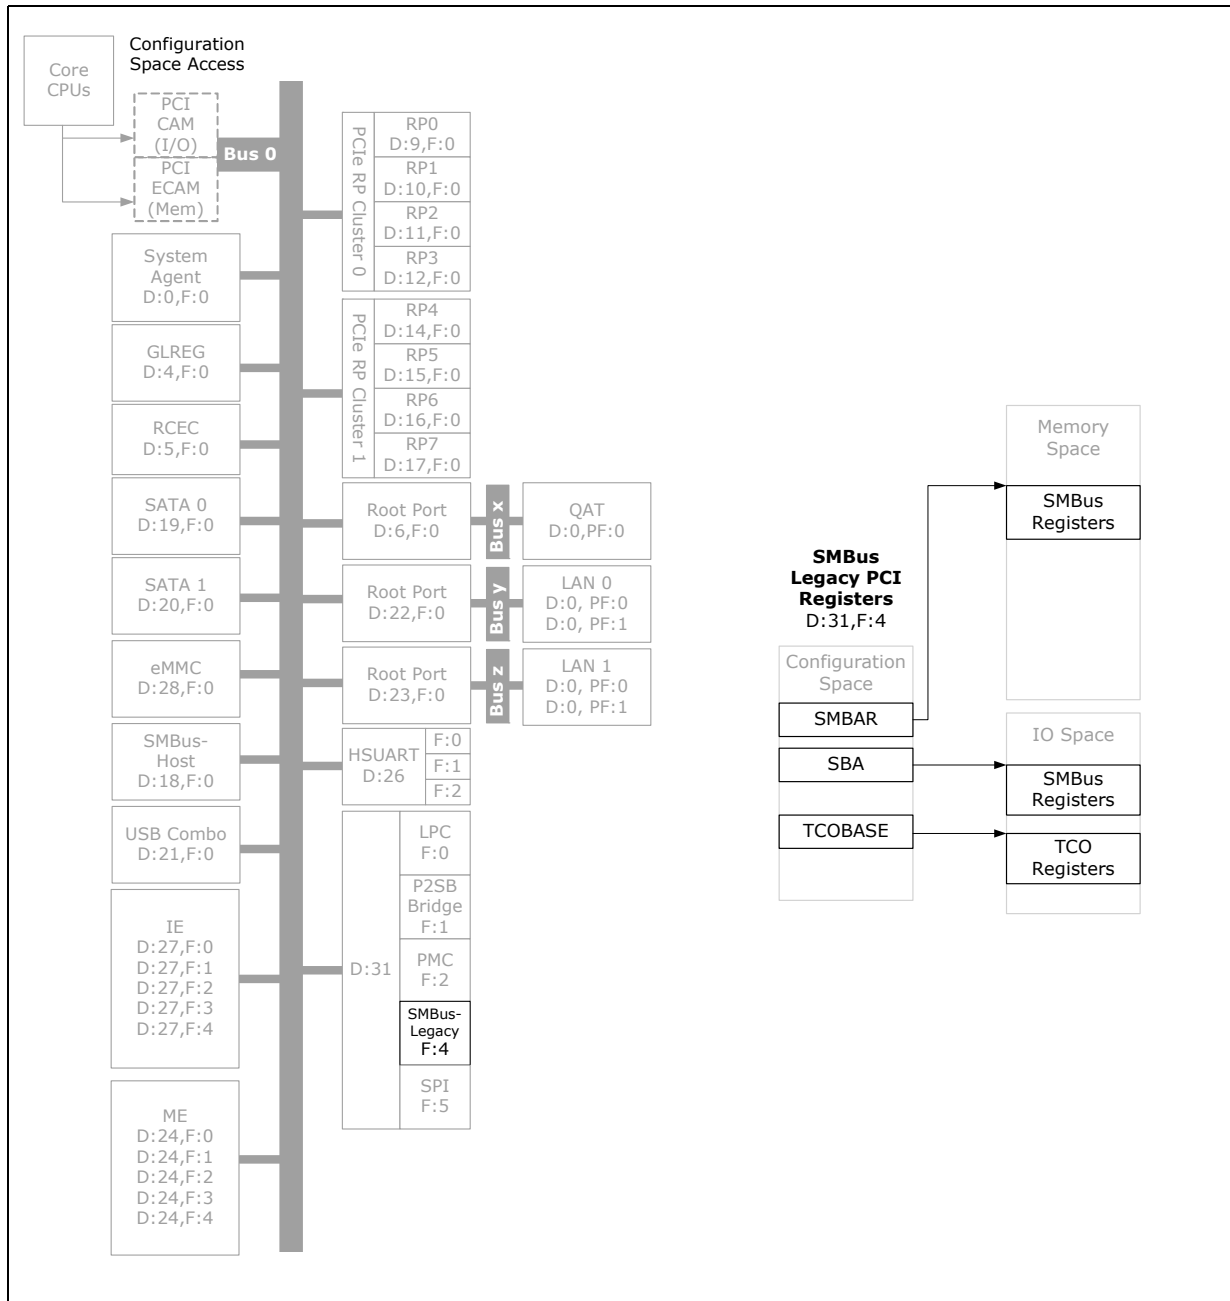 Configuration
Space Access
Core
CPUs
PCI
CAM
(I/O)
PCI
ECAM
(Mem)
Bus 0
System
Agent
D:0,F:0
GLREG
D:4,F:0
RCEC
D:5,F:0
SATA 0
D:19,F:0
SATA 1
D:20,F:0
eMMC
D:28,F:0
SMBus-
Host
D:18,F:0
USB Combo
D:21,F:0
IE
D:27,F:0
D:27,F:1
D:27,F:2
D:27,F:3
D:27,F:4
ME
D:24,F:0
D:24,F:1
D:24,F:2
D:24,F:3
D:24,F:4
PCIe RP Cluster 0
RP0
D:9,F:0
RP1
D:10,F:0
RP2
D:11,F:0
RP3
D:12,F:0
PCIe RP Cluster 1
RP4
D:14,F:0
RP5
D:15,F:0
RP6
D:16,F:0
RP7
D:17,F:0
Root Port
D:6,F:0
Bus x
QAT
D:0,PF:0
Root Port
D:22,F:0
Bus y
LAN 0
D:0, PF:0
D:0, PF:1
Root Port
D:23,F:0
Bus z
LAN 1
D:0, PF:0
D:0, PF:1
HSUART
D:26
F:0
F:1
F:2
D:31
LPC
F:0
P2SB
Bridge
F:1
PMC
F:2
SMBus-
Legacy
F:4
SPI
F:5
SMBus
Legacy PCI
Registers
D:31,F:4
Configuration
Space
SMBAR
SBA
TCOBASE
Memory
Space
SMBus
Registers
IO Space
SMBus
Registers
TCO
Registers